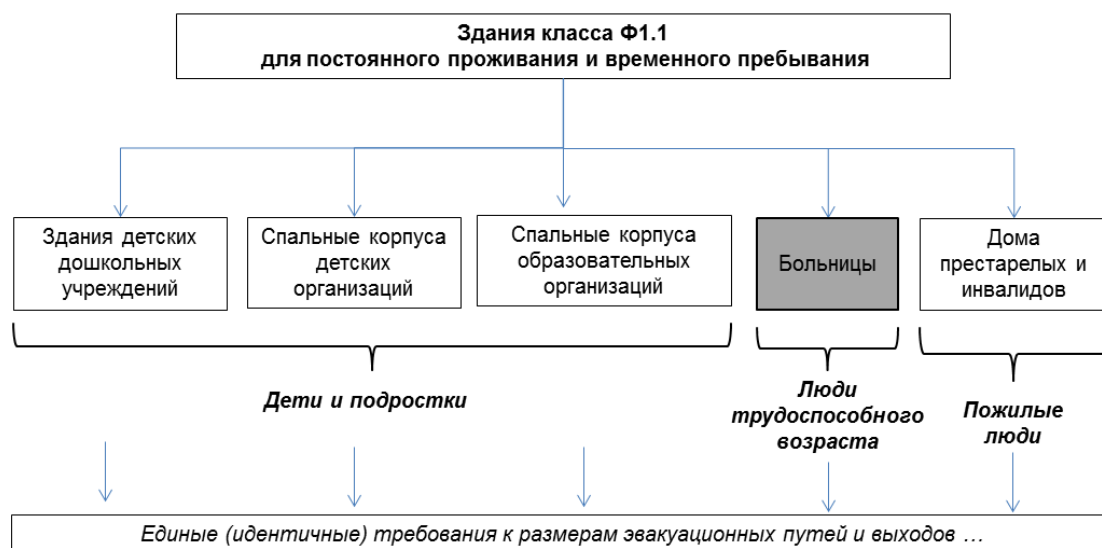 Здания класса Ф1.1
для постоянного проживания и временного пребывания
Здания детских
дошкольных
учреждений
Спальные корпуса
детских
организаций
Спальные корпуса
образовательных
организаций
Больницы
Дома
престарелых и
инвалидов
Дети и подростки
Люди
трудоспособного
возраста
Пожилые
люди
Единые (идентичные) требования к размерам эвакуационных путей и выходов …